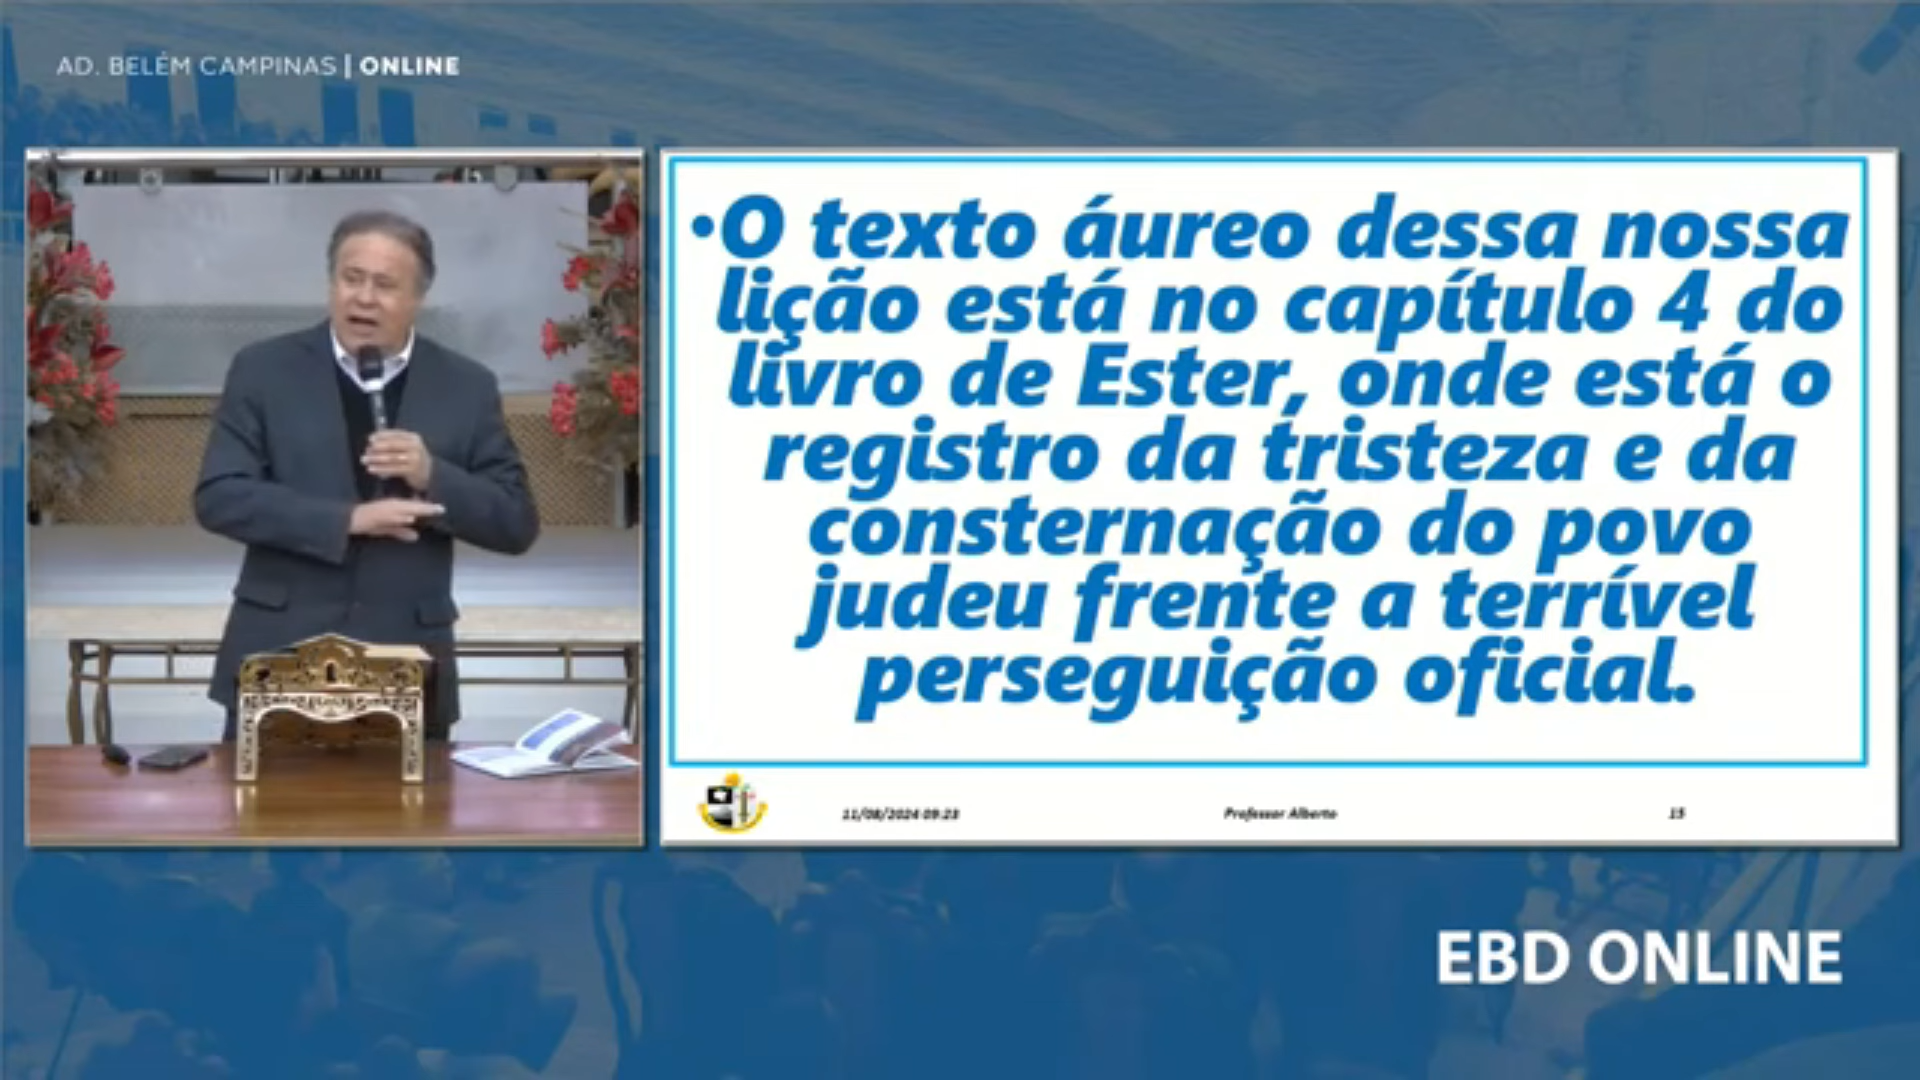 AD. BELÉM CAMPINAS | ONLINE
•O texto áureo dessa nossa
lição está no capítulo 4 do
livro de Ester, onde está o
registro da tristeza e da
consternação do povo
judeu frente a terrível
perseguição oficial.
11/08/2024 09:23
Professor Alberto
15
EBD ONLINE